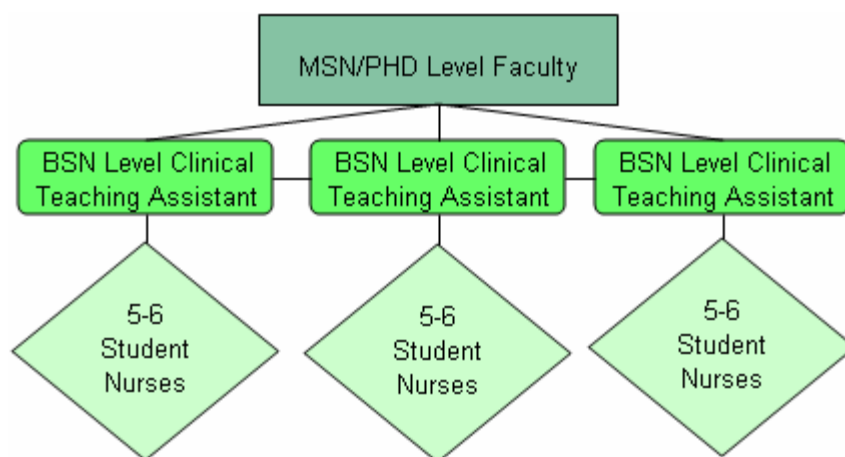 MSN/PHD Level Faculty
BSN Level Clinical
Teaching Assistant
BSN Level Clinical
Teaching Assistant
BSN Level Clinical
Teaching Assistant
5-6
Student
Nurses
5-6
Student
Nurses
5-6
Student
Nurses